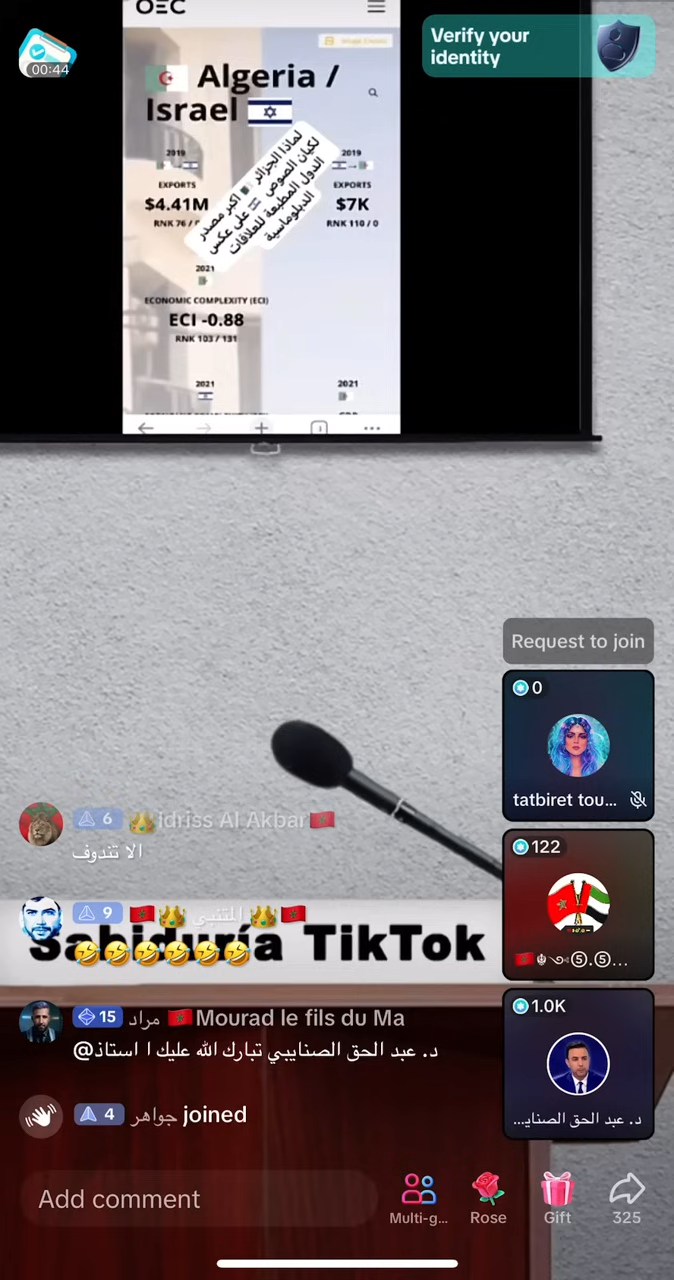 OEC
00:44
Verify your
identity
Algeria /
Israel
لماذا الجزائر 🇩🇿 اكبر مصدر
لكيان الصوص 🇮🇱 على عكس
الدول المطبعة للعلاقات
الدبلوماسية
2019
2019
EXPORTS
EXPORTS
$4.41M
$7K
RNK 76 /
RNK 110 / 0
2021
ECONOMIC COMPLEXITY (ECI)
ECI -0.88
RNK 103 / 131
2021
2021
Request to join
0
tatbiret tou...
6 👑Idriss Al Akbar🇲🇦
الا تندوف
122
🇲🇦☬࿐⑤.⑤...
9 🇲🇦👑 المتنبي 👑🇲🇦
🤣🤣🤣🤣🤣🤣
Sabiduría TikTok
1.0K
د. عبد الحق الصناي...
15 مراد 🇲🇦Mourad le fils du Ma
@د. عبد الحق الصنايبي تبارك الله عليك ا استاذ
4 جواهر joined
Add comment
Multi-g...
Rose
Gift
325